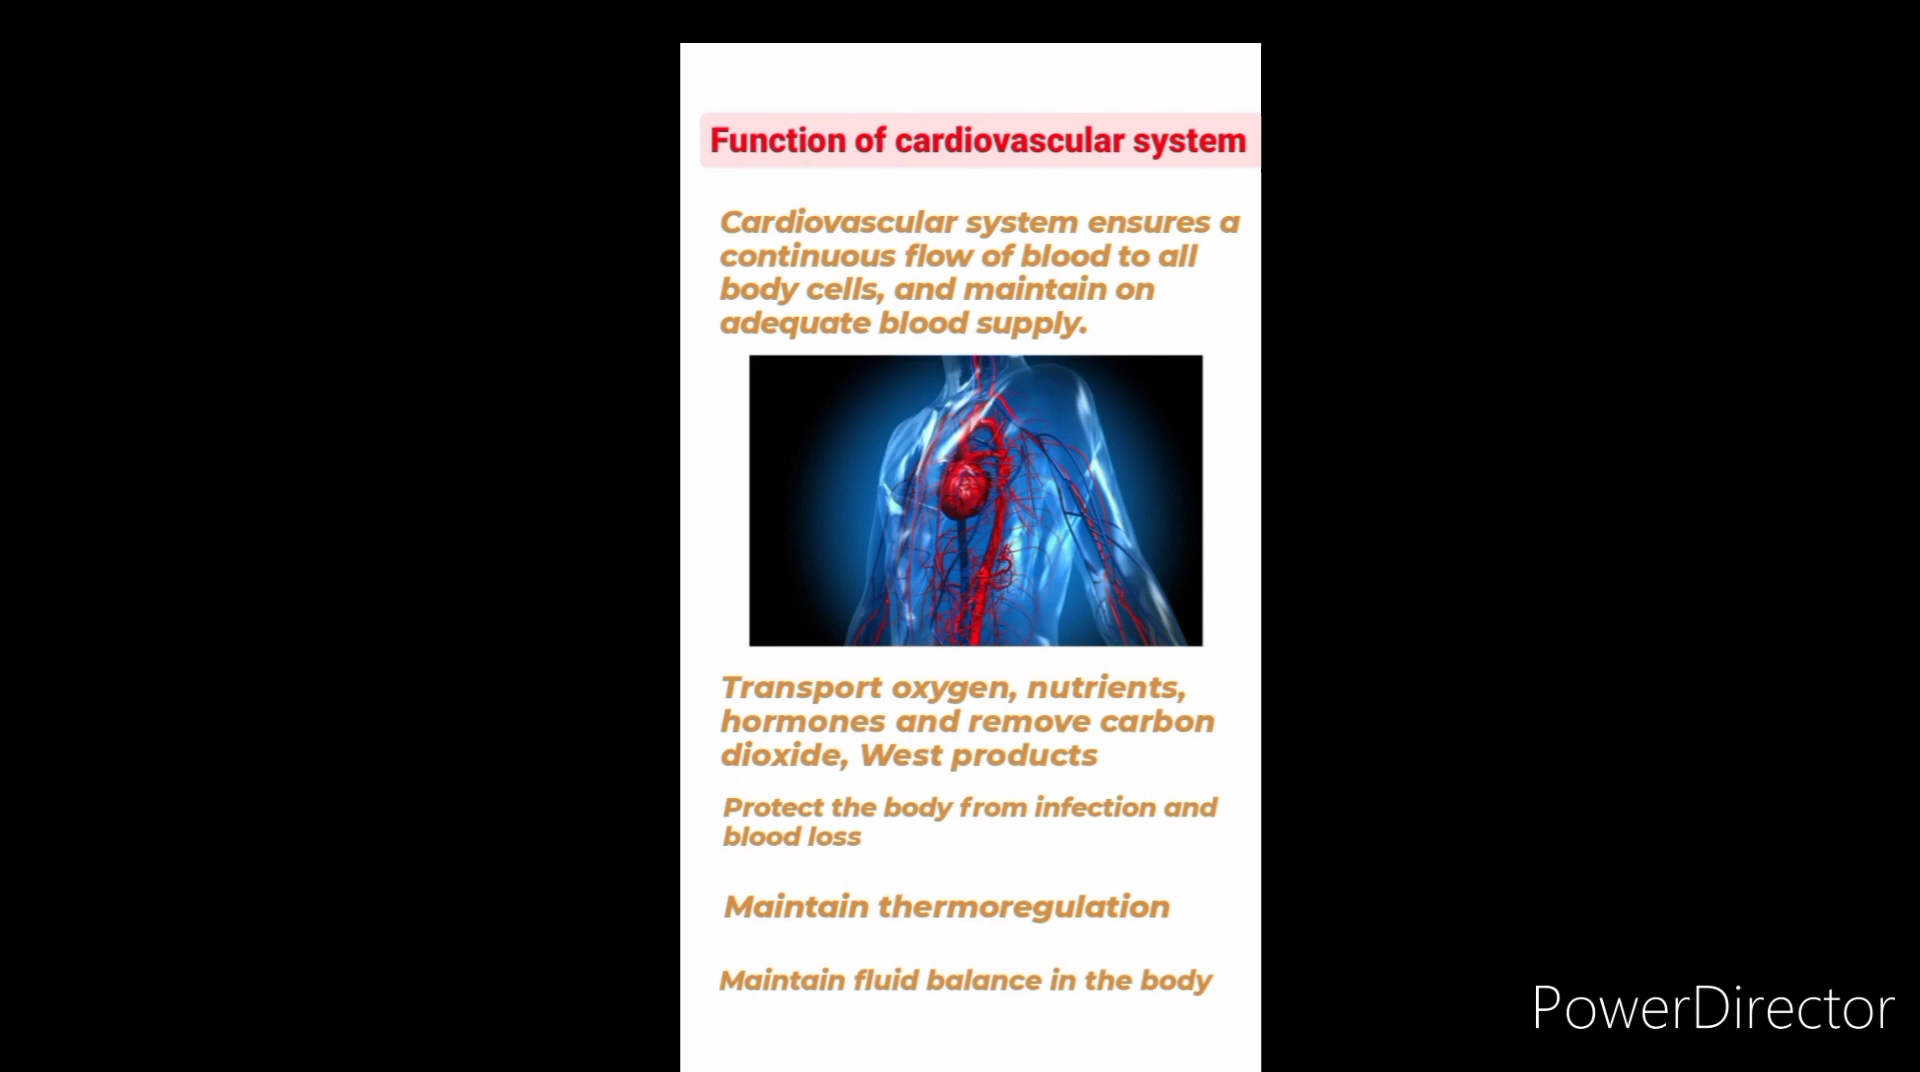 Function of cardiovascular system
Cardiovascular system ensures a
continuous flow of blood to all
body cells, and maintain on
adequate blood supply.
Transport oxygen, nutrients,
hormones and remove carbon
dioxide, West products
Protect the body from infection and
blood loss
Maintain thermoregulation
Maintain fluid balance in the body
PowerDirector